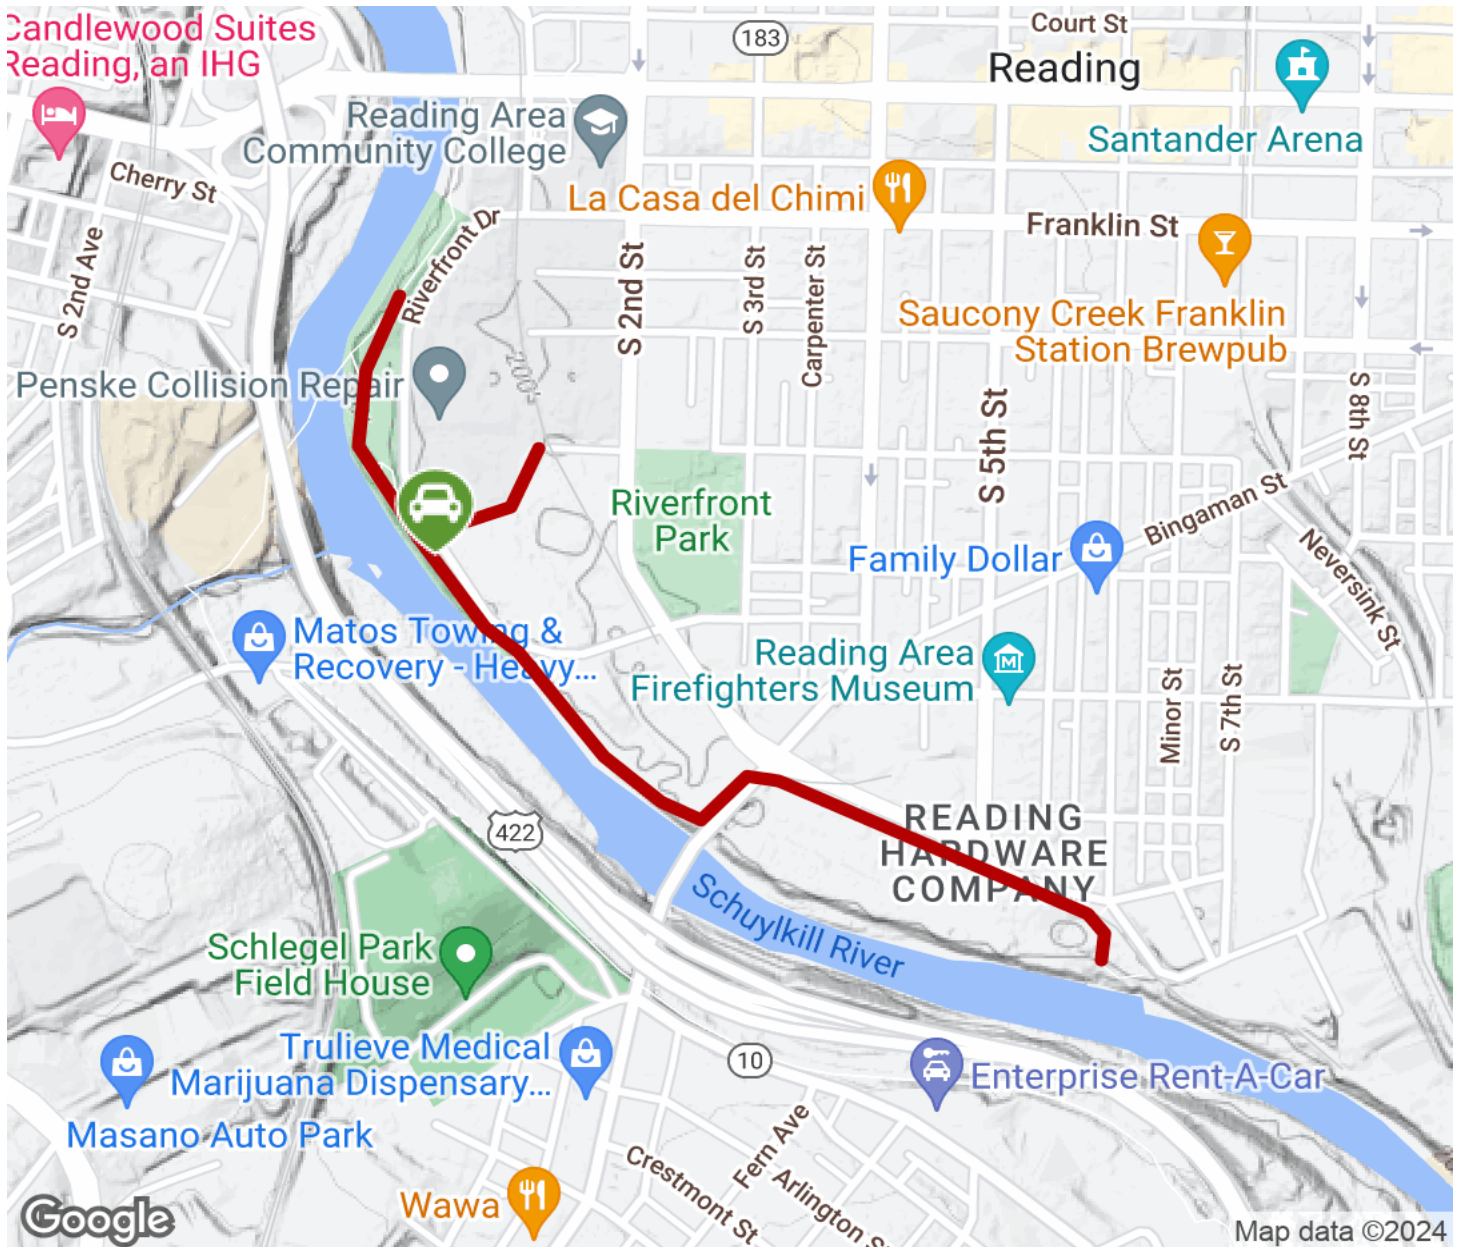 Candlewood Suites
Reading, an IHG
183
Court St
Reading
Santander Arena
Reading Area
Community College
Cherry St
La Casa del Chimi
Franklin St
Riverfront Dr
S 2nd Ave
S 2nd St
S 3rd St
Carpenter St
Saucony Creek Franklin
Station Brewpub
200
Penske Collision Repair
S 8th St
S 5th St
Riverfront
Park
Bingaman St
Family Dollar
Neversink St
Matos Towing &
Recovery - Heavy...
Reading Area
Firefighters Museum
M
Minor St
S 7th St
422
READING
HARDWARE
COMPANY
Schuylkill River
Schlegel Park
Field House
Trulieve Medical
Marijuana Dispensary...
10
Enterprise Rent-A-Car
Masano Auto Park
Fern Ave
Crestmont St
Arlington S
Wawa
Google
Map data ©2024